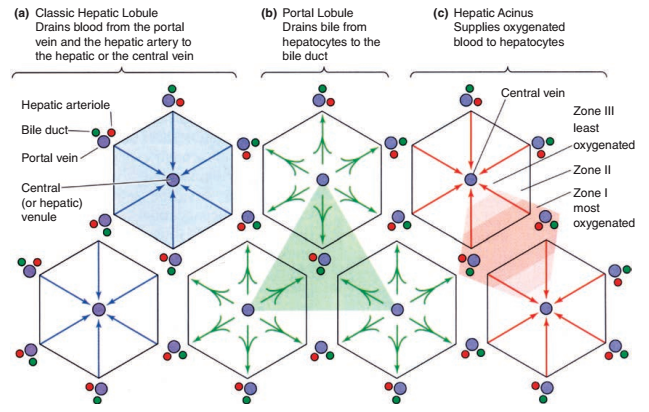 (a) Classic Hepatic Lobule
Drains blood from the portal
vein and the hepatic artery to
the hepatic or the central vein
(b) Portal Lobule
Drains bile from
hepatocytes to the
bile duct
(c) Hepatic Acinus
Supplies oxygenated
blood to hepatocytes
Hepatic arteriole
Bile duct
Portal vein
Central
(or hepatic)
venule
Central vein
Zone III
least
oxygenated
Zone II
Zone I
most
oxygenated